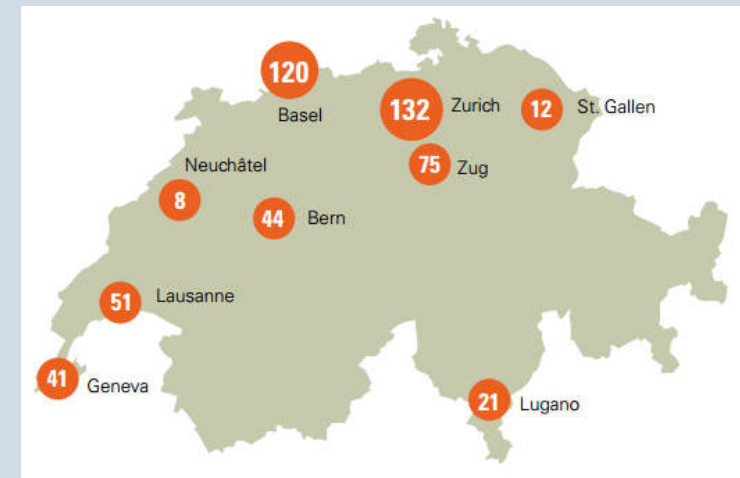 120
Basel
132
Zurich
12
St. Gallen
75
Zug
Neuchâtel
8
44
Bern
51
Lausanne
41
Geneva
21
Lugano